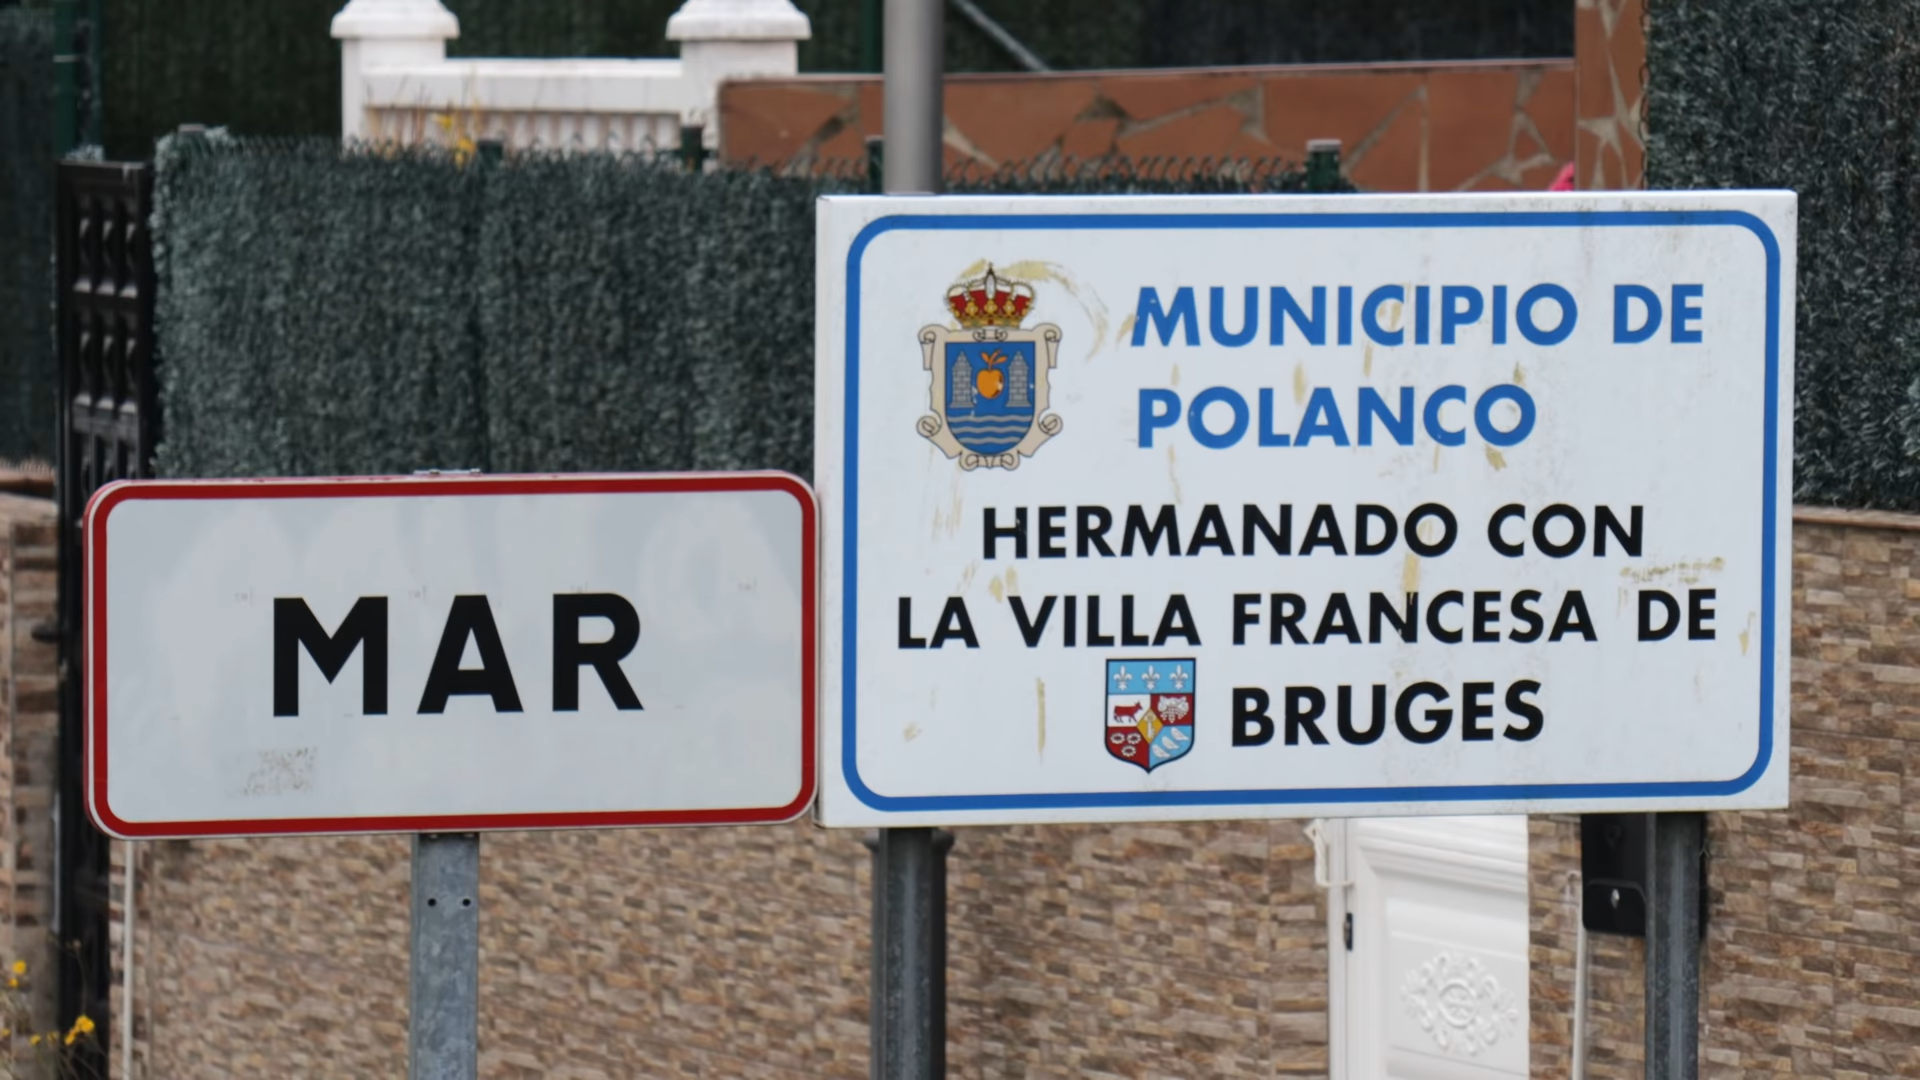 MAR
MUNICIPIO DE
POLANCO
HERMANADO CON
LA VILLA FRANCESA DE
BRUGES